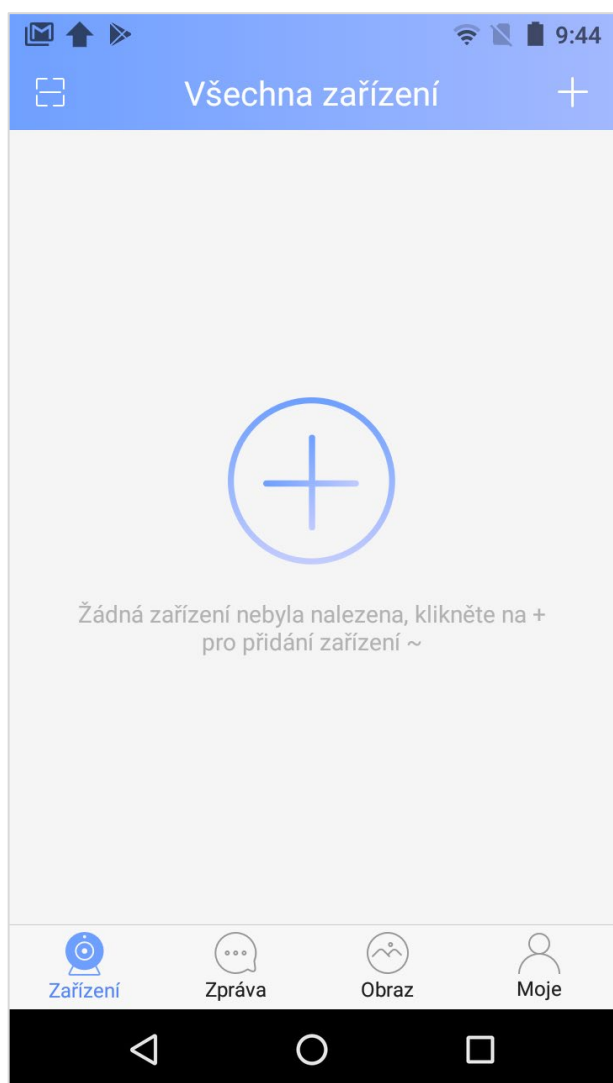 9:44
Všechna zařízení
Žádná zařízení nebyla nalezena, klikněte na +
pro přidání zařízení ~
Zařízení
Zpráva
Obraz
Moje